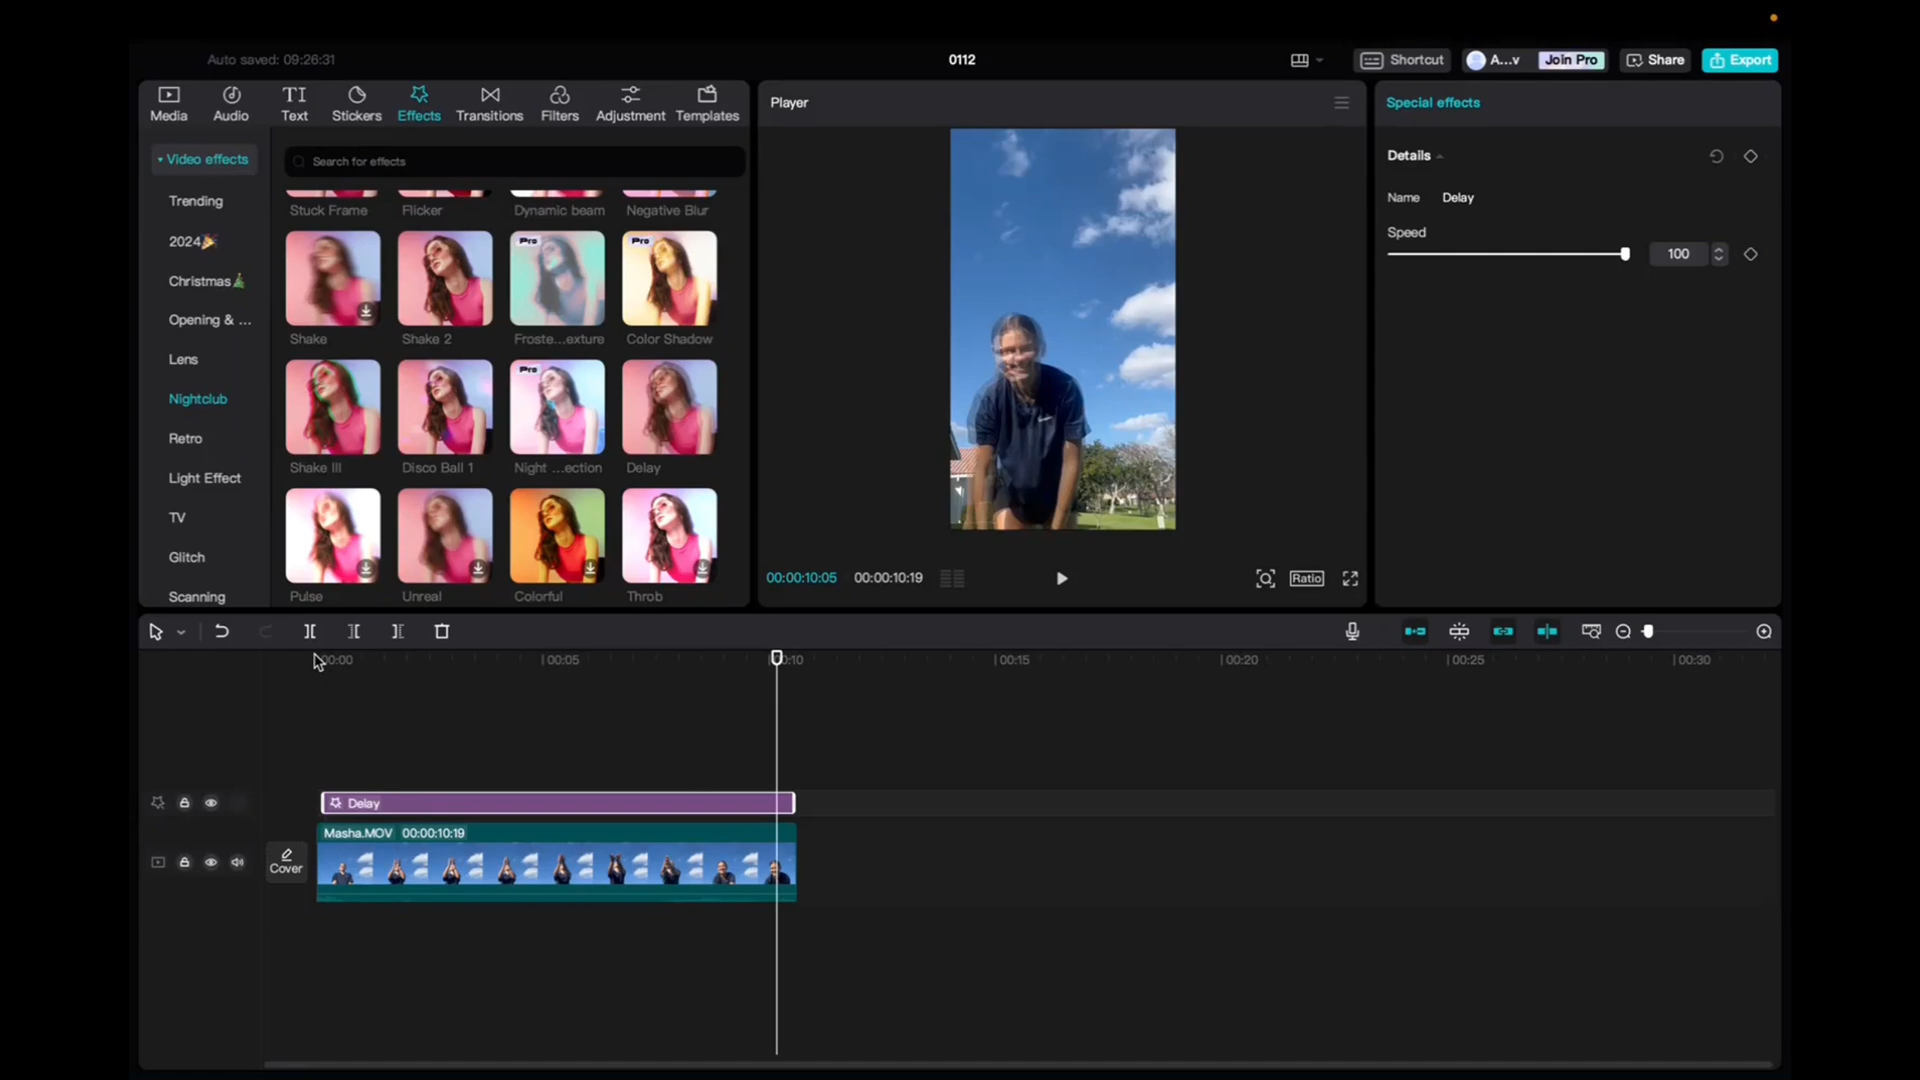 Auto saved: 09:26:31
0112
Shortcut
A...v
Join Pro
Share
Export
Media
Audio
TI
Text
Stickers
Effects
Transitions
Filters
Adjustment
Templates
Video effects
Trending
2024🎉
Christmas🎄
Opening & ...
Lens
Nightclub
Retro
Light Effect
TV
Glitch
Scanning
Search for effects
Stuck Frame
Flicker
Dynamic beam
Negative Blur
Pro
Pro
Shake
Shake 2
Froste...exture
Color Shadow
Pro
Shake III
Disco Ball 1
Night ...ection
Delay
Pulse
Unreal
Colorful
Throb
Player
00:00:10:05
00:00:10:19
Ratio
Special effects
Details
Name
Delay
Speed
100
00:00
00:05
00:10
00:15
00:20
00:25
00:30
Delay
Cover
Masha.MOV 00:00:10:19